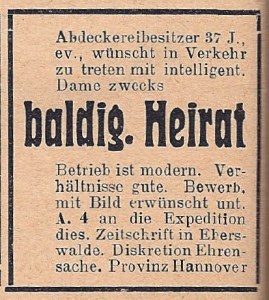 Abdeckereibesitzer 37 J.,
ev., wünscht in Verkehr
zu treten mit intelligent.
Dame zwecks
baldig. Heirat
Betrieb ist modern. Ver-
hältnisse gute. Bewerb.
mit Bild erwünscht unt.
A. 4 an die Expedition
dies. Zeitschrift in Ebers-
walde. Diskretion Ehren-
sache. Provinz Hannover